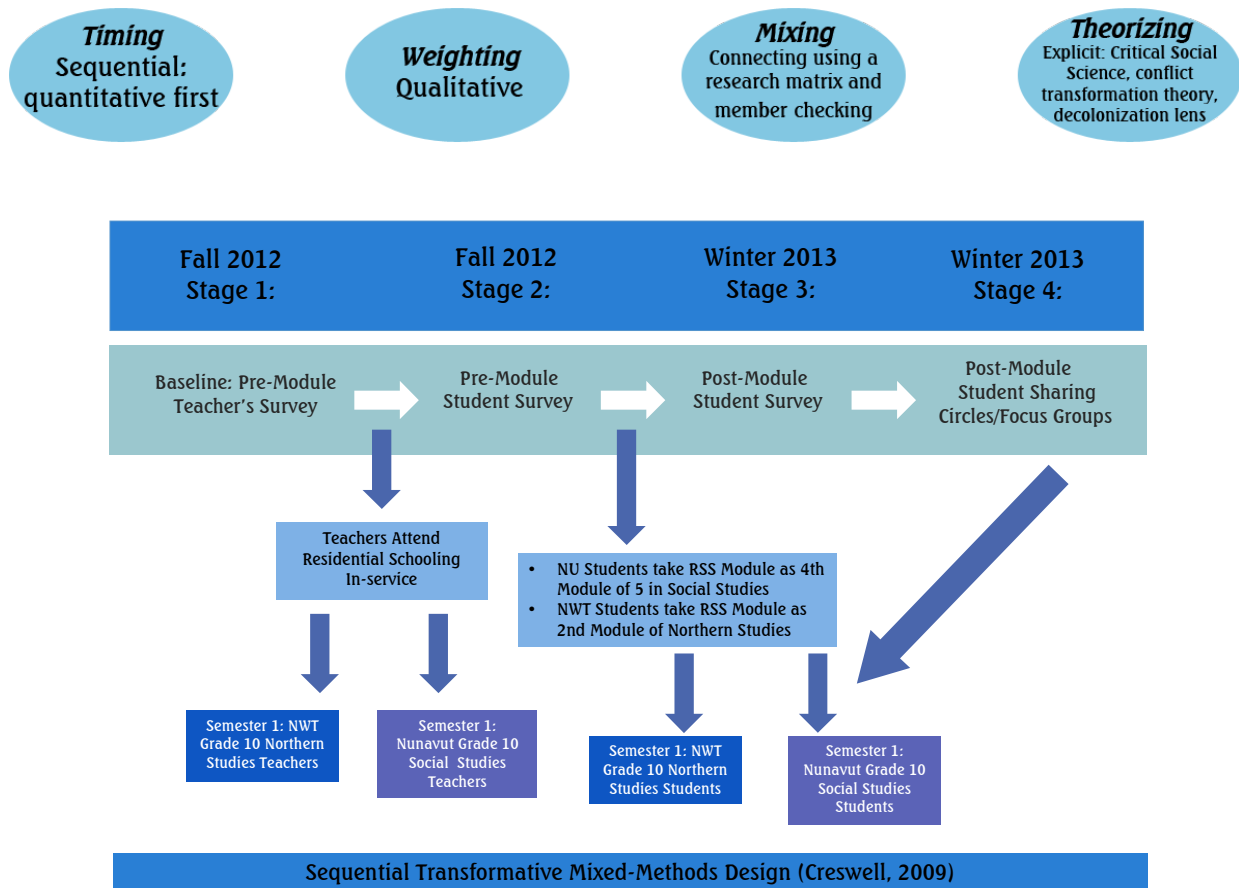 Timing
Sequential:
quantitative first
Weighting
Qualitative
Mixing
Connecting using a
research matrix and
member checking
Theorizing
Explicit: Critical Social
Science, conflict
transformation theory,
decolonization lens
Fall 2012
Stage 1:
Fall 2012
Stage 2:
Winter 2013
Stage 3:
Winter 2013
Stage 4:
Baseline: Pre-Module
Teacher's Survey
Pre-Module
Student Survey
Post-Module
Student Survey
Post-Module
Student Sharing
Circles/Focus Groups
Teachers Attend
Residential Schooling
In-service
• NU Students take RSS Module as 4th
Module of 5 in Social Studies
• NWT Students take RSS Module as
2nd Module of Northern Studies
Semester 1: NWT
Grade 10 Northern
Studies Teachers
Semester 1:
Nunavut Grade 10
Social Studies
Teachers
Semester 1: NWT
Grade 10 Northern
Studies Students
Semester 1:
Nunavut Grade 10
Social Studies
Students
Sequential Transformative Mixed-Methods Design (Creswell, 2009)